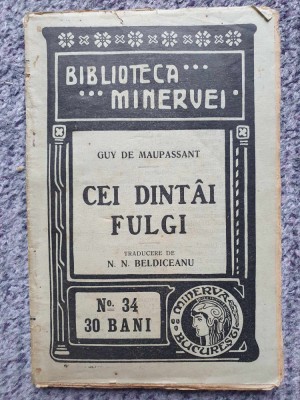 BIBLIOTECA
MINERVEI
GUY DE MAUPASSANT
CEI DINTÂI
FULGI
TRADUCERE DE
N. N. BELDICEANU
No. 34
30 BANI
MINERVA
BUCUREȘTI